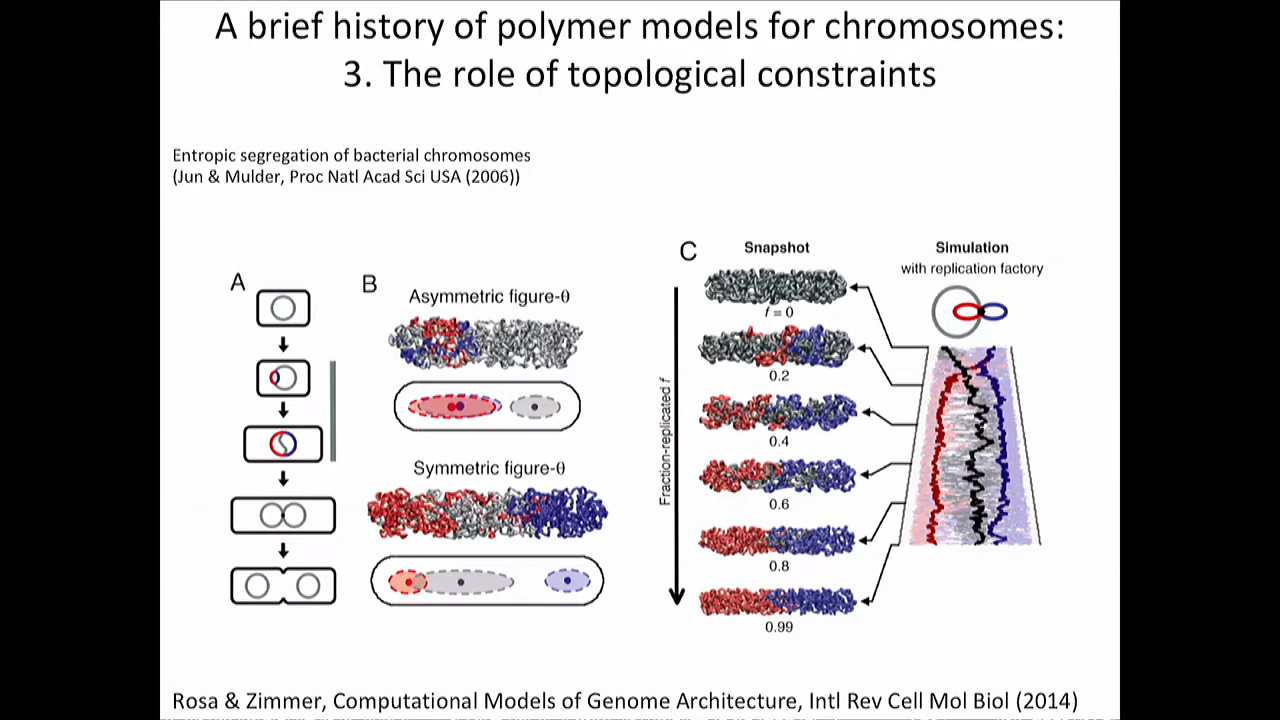 A brief history of polymer models for chromosomes:
3. The role of topological constraints
Entropic segregation of bacterial chromosomes
(Jun & Mulder, Proc Natl Acad Sci USA (2006))
A
B
Asymmetric figure-θ
Symmetric figure-θ
C
Snapshot
Simulation
with replication factory
Fraction-replicated f
f = 0
0.2
0.4
0.6
0.8
0.99
Rosa & Zimmer, Computational Models of Genome Architecture, Intl Rev Cell Mol Biol (2014)